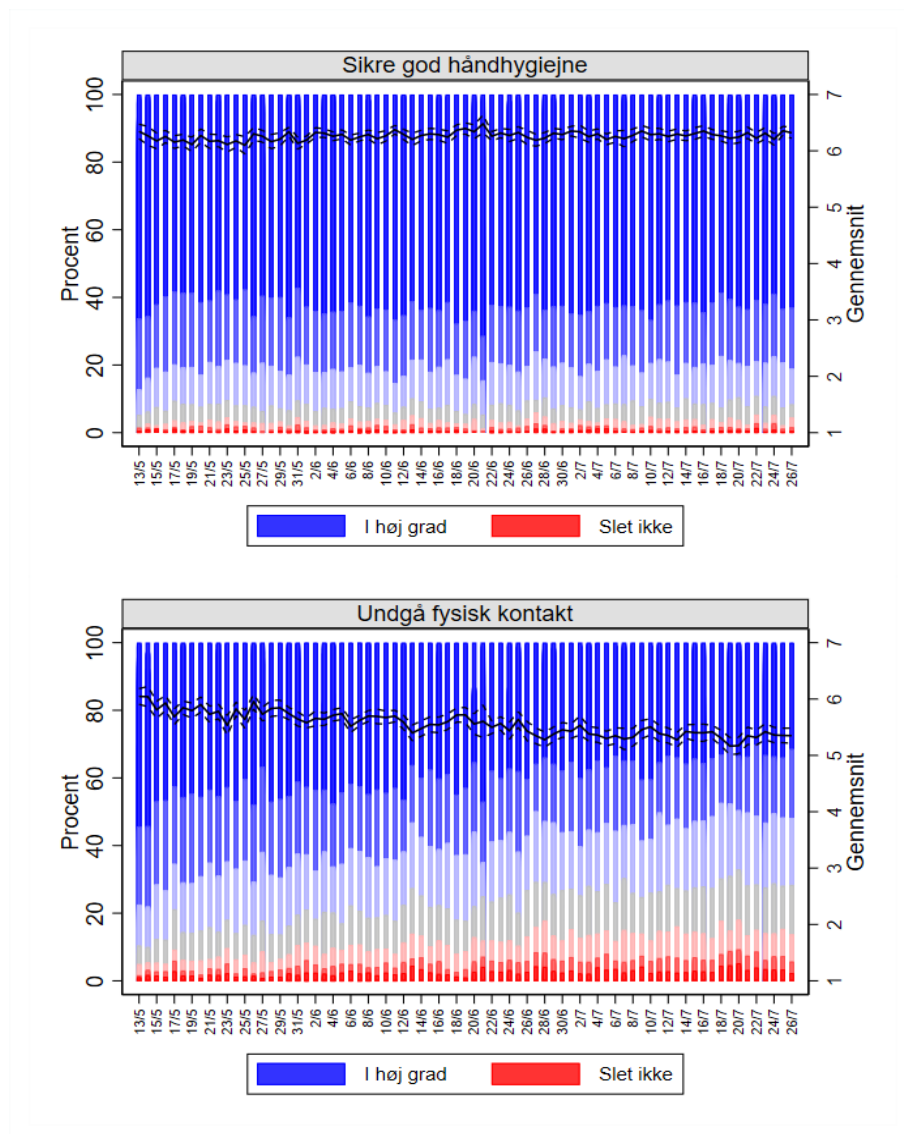 Sikre god håndhygiejne
Procent
100
80
60
40
20
0
7
6
5
4
3
2
1
Gennemsnit
13/5 15/5 17/5 19/5 21/5 23/5 25/5 27/5 29/5 31/5 2/6 4/6 6/6 8/6 10/6 12/6 14/6 16/6 18/6 20/6 22/6 24/6 26/6 28/6 30/6 2/7 4/7 6/7 8/7 10/7 12/7 14/7 16/7 18/7 20/7 22/7 24/7 26/7
I høj grad Slet ikke
Undgå fysisk kontakt
Procent
100
80
60
40
20
0
7
6
5
4
3
2
1
Gennemsnit
13/5 15/5 17/5 19/5 21/5 23/5 25/5 27/5 29/5 31/5 2/6 4/6 6/6 8/6 10/6 12/6 14/6 16/6 18/6 20/6 22/6 24/6 26/6 28/6 30/6 2/7 4/7 6/7 8/7 10/7 12/7 14/7 16/7 18/7 20/7 22/7 24/7 26/7
I høj grad Slet ikke